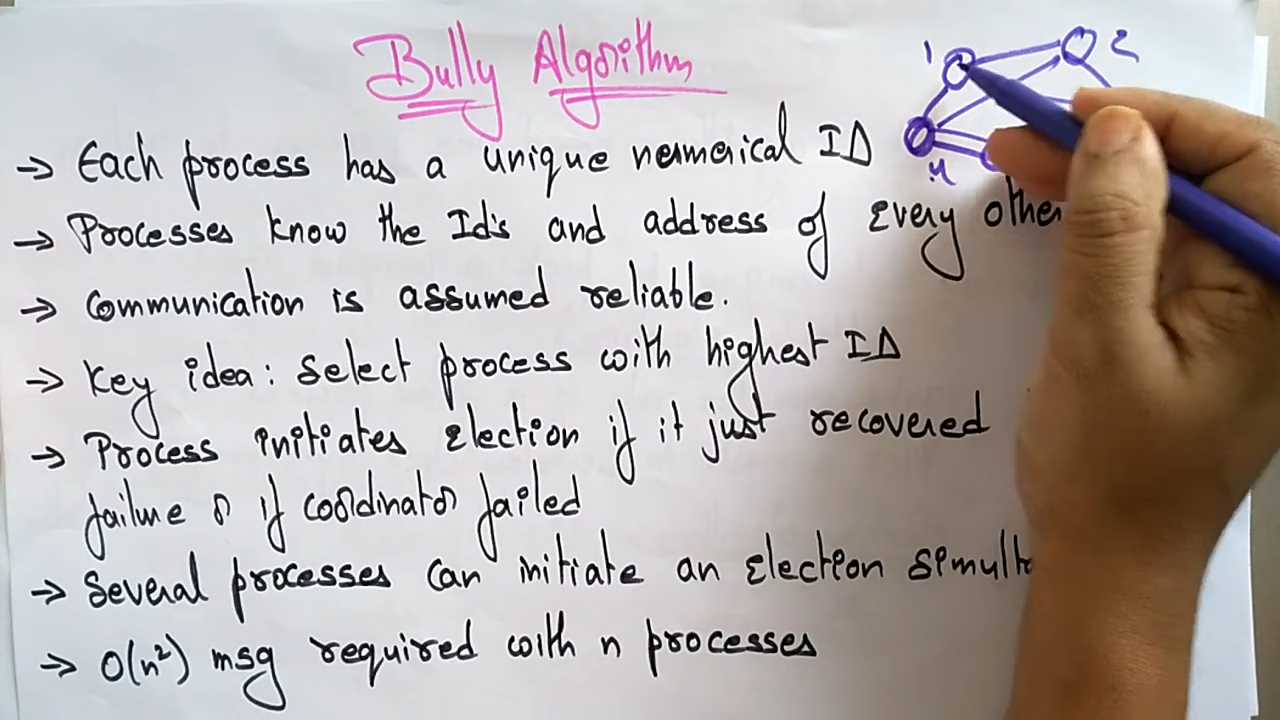 Bully Algorithm
1 2
→ Each process has a unique numerical ID
4
→ Processes know the Id's and address of Every other
→ Communication is assumed reliable.
→ Key idea: Select process with highest ID
→ Process initiates Election if it just recovered
failure or if coordinator failed
→ Several processes can initiate an Election simult
→ O(n²) msg required with n processes